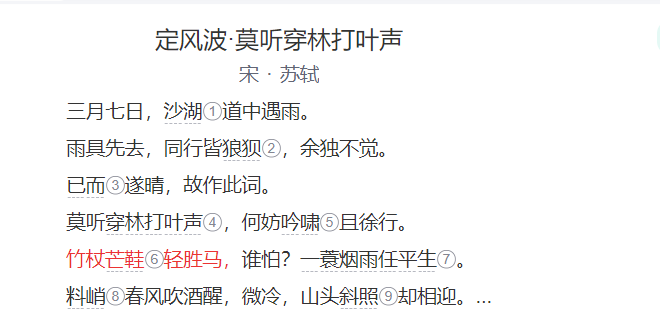 定风波·莫听穿林打叶声
宋 · 苏轼
三月七日，沙湖①道中遇雨。
雨具先去，同行皆狼狈②，余独不觉。
已而③遂晴，故作此词。
莫听穿林打叶声④，何妨吟啸⑤且徐行。
竹杖芒鞋⑥轻胜马，谁怕？一蓑烟雨任平生⑦。
料峭⑧春风吹酒醒，微冷，山头斜照⑨却相迎。...